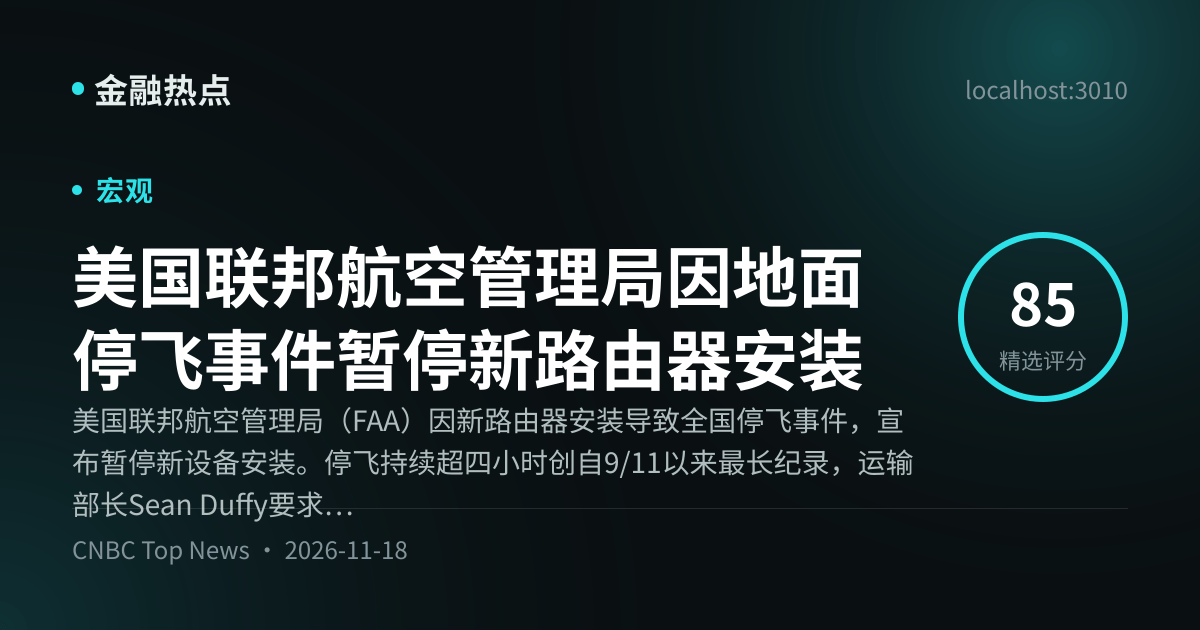 金融热点
localhost:3010
宏观
美国联邦航空管理局因地面
停飞事件暂停新路由器安装
85
精选评分
美国联邦航空管理局（FAA）因新路由器安装导致全国停飞事件，宣
布暂停新设备安装。停飞持续超四小时创自9/11以来最长纪录，运输
部长Sean Duffy要求…
CNBC Top News · 2026-11-18